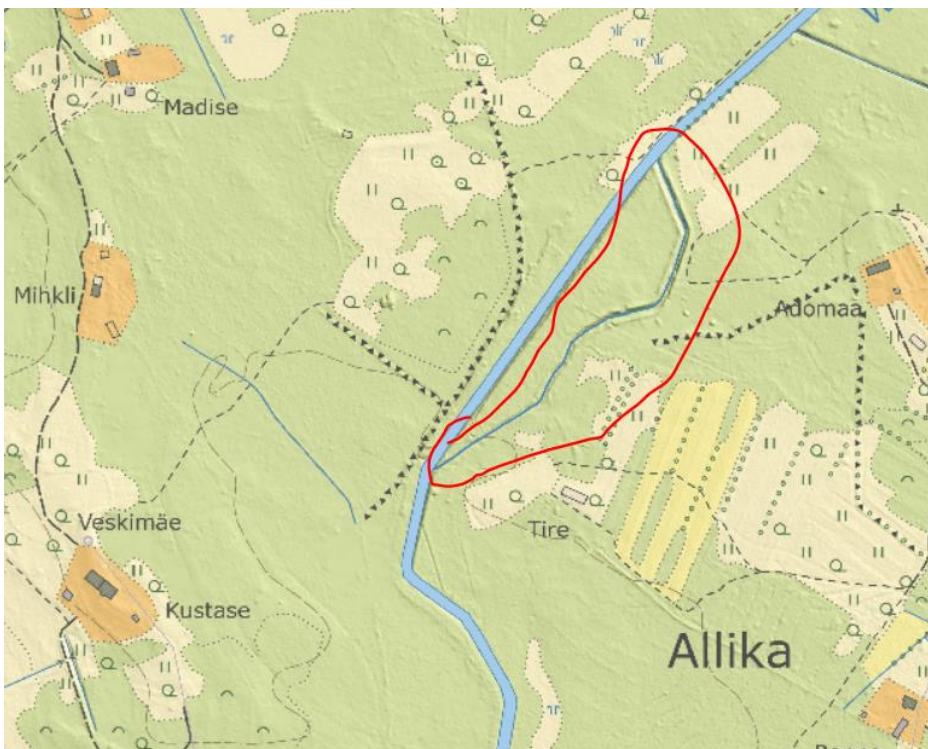 Madise
Mihkli
Adomaa
Veskimäe
Tire
Kustase
Allika